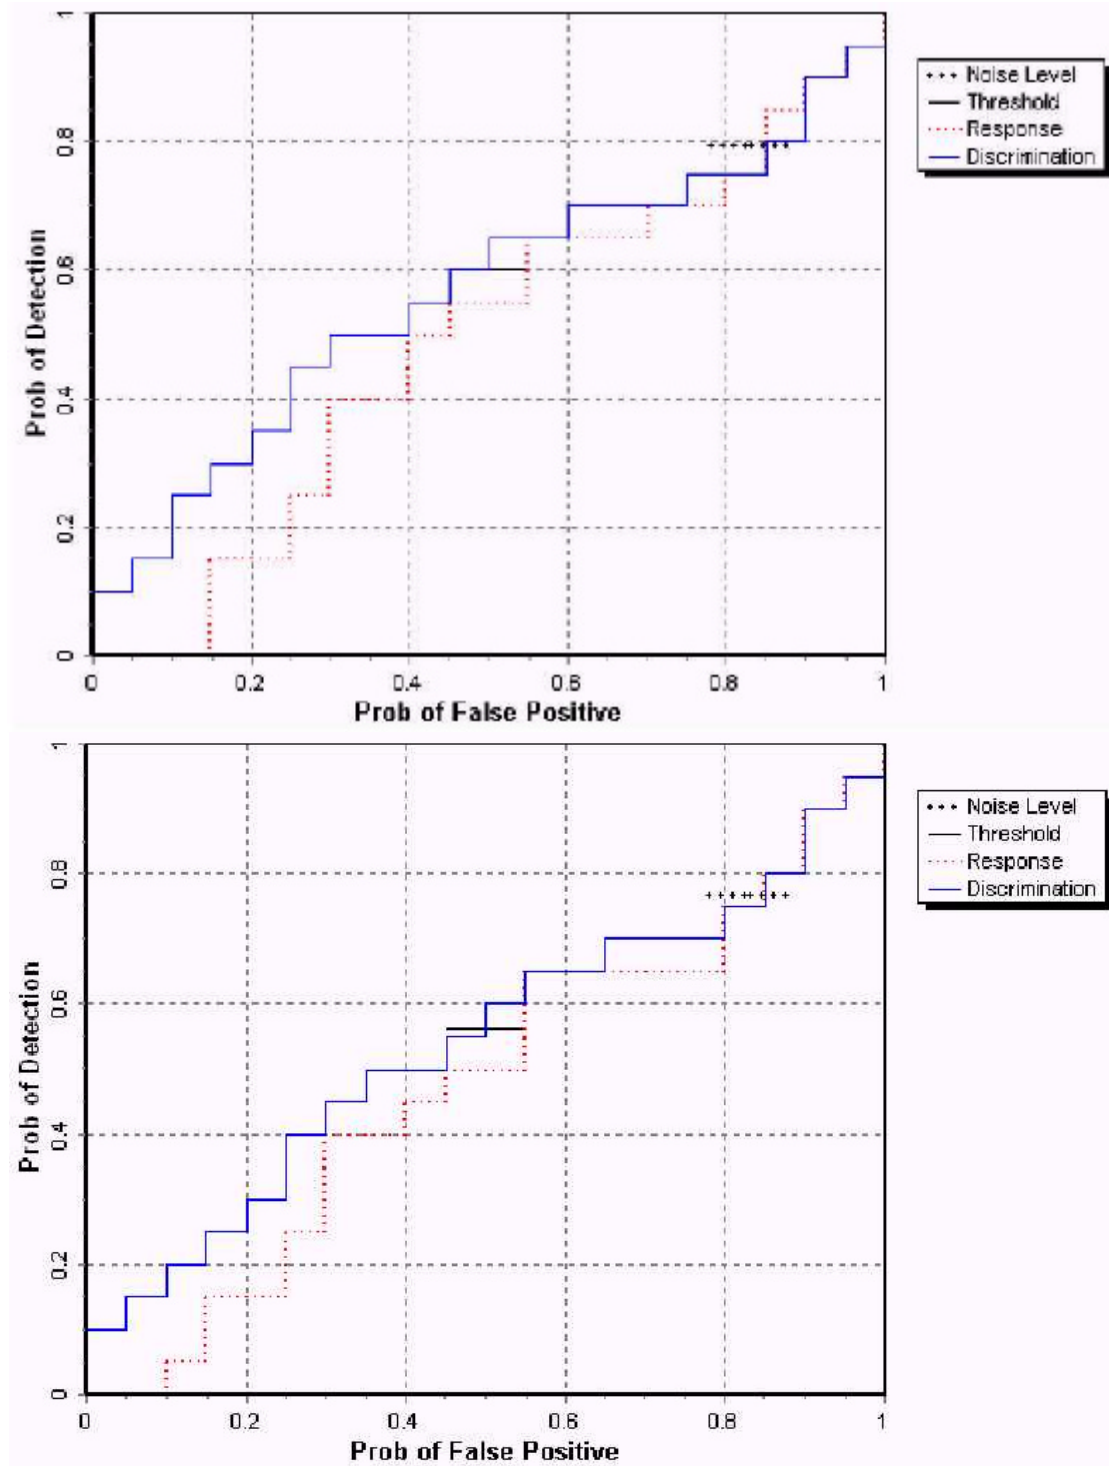 1
0.8
0.6
0.4
0.2
0
Prob of Detection
0 0.2 0.4 0.6 0.8 1
Prob of False Positive
Noise Level
Threshold
Response
Discrimination
1
0.8
0.6
0.4
0.2
0
Prob of Detection
0 0.2 0.4 0.6 0.8 1
Prob of False Positive
Noise Level
Threshold
Response
Discrimination